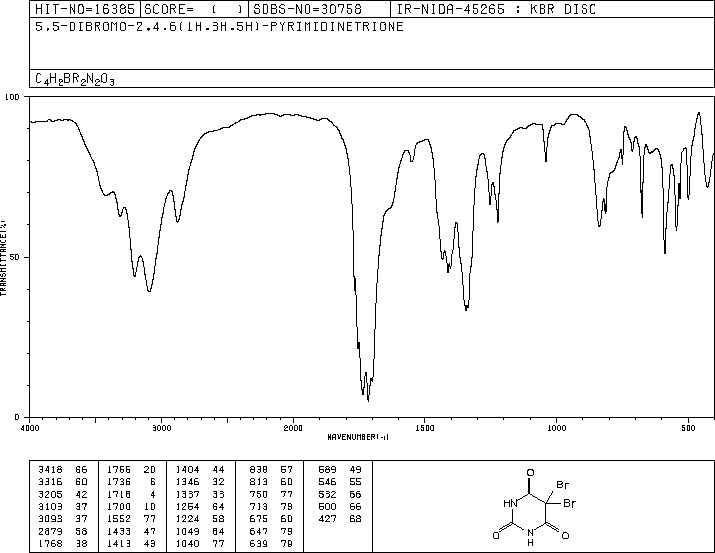 HIT-NO=16385 SCORE= ( ) SDBS-NO=30758 IR-NIDA-45265 : KBR DISC
5,5-DIBROMO-2,4,6(1H,3H,5H)-PYRIMIDINETRIONE
C4H2BR2N2O3
100
50
0
TRANSMITTANCE(%)
4000 3000 2000 1500 1000 500
WAVENUMBER(-1)
3418 66 1766 20 1404 44 838 57 589 49
3316 60 1736 6 1346 32 813 60 546 55
3205 42 1718 4 1337 33 750 77 532 66
3103 37 1700 10 1254 64 713 79 500 66
3093 37 1552 77 1224 58 675 60 427 68
2879 58 1433 47 1049 84 647 79
1768 38 1413 43 1040 77 639 79
O
Br
HN
Br
O
N
O
H